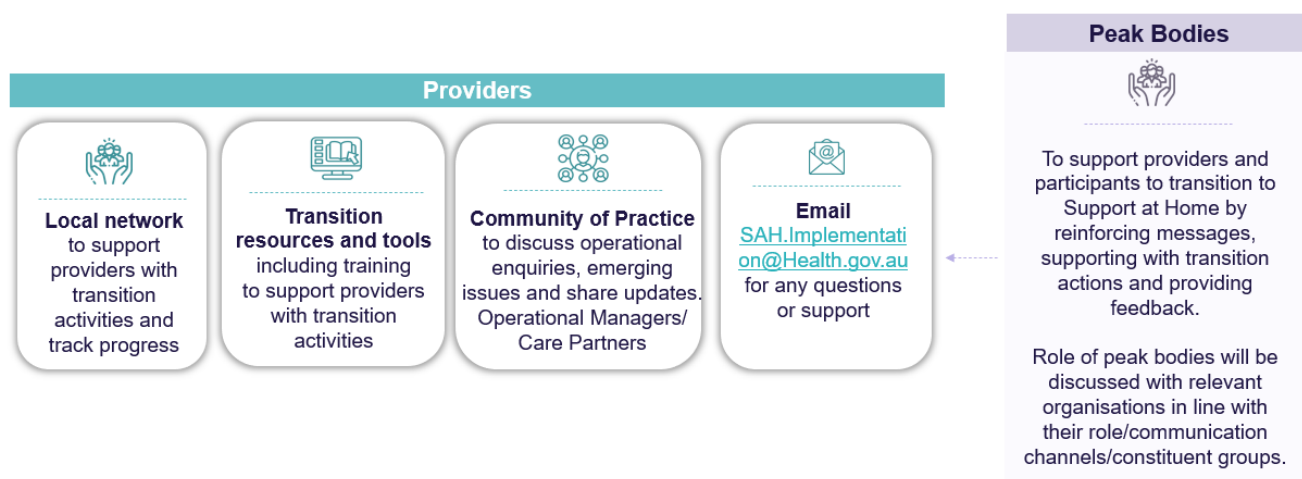 Providers
Local network
to support
providers with
transition
activities and
track progress
Transition
resources and tools
including training
to support providers
with transition
activities
Community of Practice
to discuss operational
enquiries, emerging
issues and share updates.
Operational Managers/
Care Partners
Email
SAH.Implementati
on@Health.gov.au
for any questions
or support
Peak Bodies
To support providers and
participants to transition to
Support at Home by
reinforcing messages,
supporting with transition
actions and providing
feedback.
Role of peak bodies will be
discussed with relevant
organisations in line with
their role/communication
channels/constituent groups.